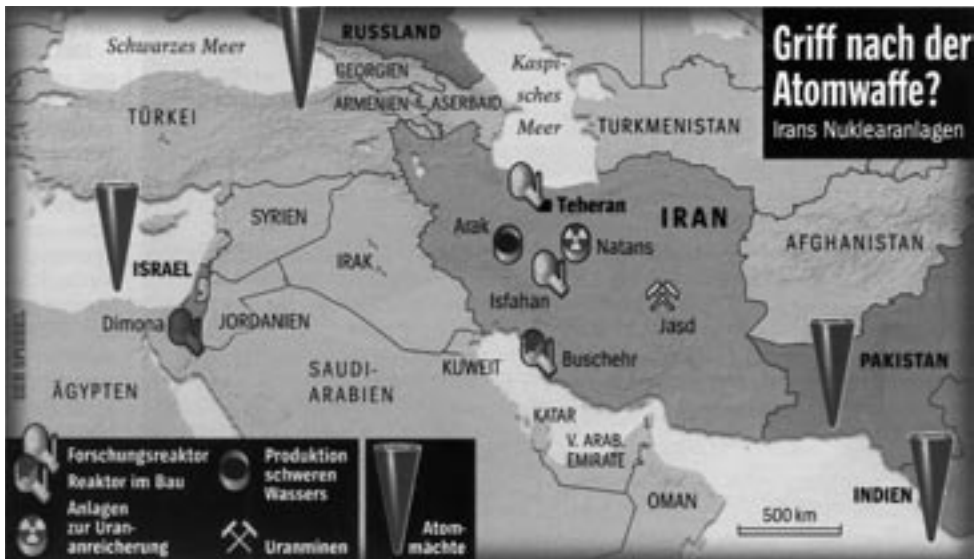 Griff nach der
Atomwaffe?
Irans Nuklearanlagen
Schwarzes Meer
RUSSLAND
GEORGIEN
Kaspi-
sches
Meer
ARMENIEN
ASERBAID
TÜRKEI
TURKMENISTAN
Teheran
SYRIEN
Arak
Natans
IRAN
AFGHANISTAN
ISRAEL
IRAK
Isfahan
Dimona
JORDANIEN
Jasd
KUWEIT
Buschehr
PAKISTAN
ÄGYPTEN
SAUDI-
ARABIEN
KATAR
V. ARAB.
EMIRATE
OMAN
INDIEN
500 km
DER SPIEGEL
Forschungsreaktor
Reaktor im Bau
Anlagen
zur Uran-
anreicherung
Produktion
schweren
Wassers
Uranminen
Atom-
mächte